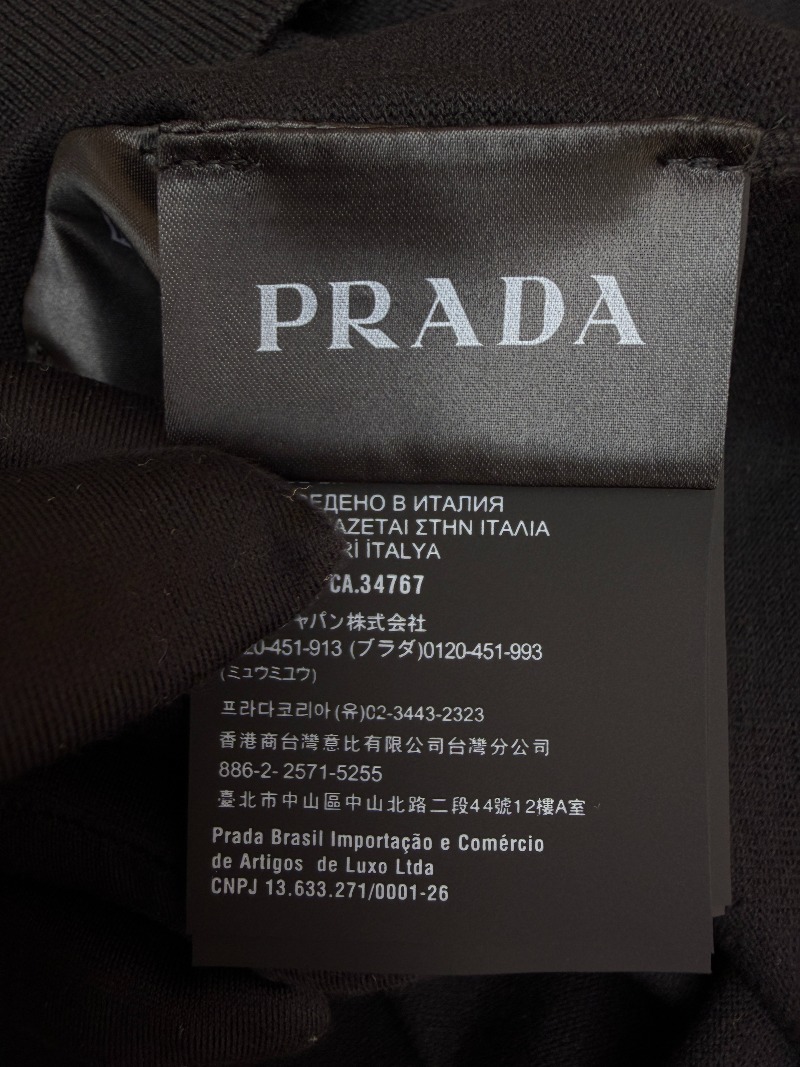 PRADA
ЕДЕНО В ИТАЛИЯ
ΑΖΕΤΑΙ ΣΤΗΝ ΙΤΑΛΙΑ
Rİ İTALYA
CA.34767
ャパン株式会社
20-451-913 (プラダ)0120-451-993
(ミュウミユウ)
프라다코리아(유)02-3443-2323
香港商台灣意比有限公司台灣分公司
886-2- 2571-5255
臺北市中山區中山北路二段44號12樓A室
Prada Brasil Importação e Comércio
de Artigos de Luxo Ltda
CNPJ 13.633.271/0001-26